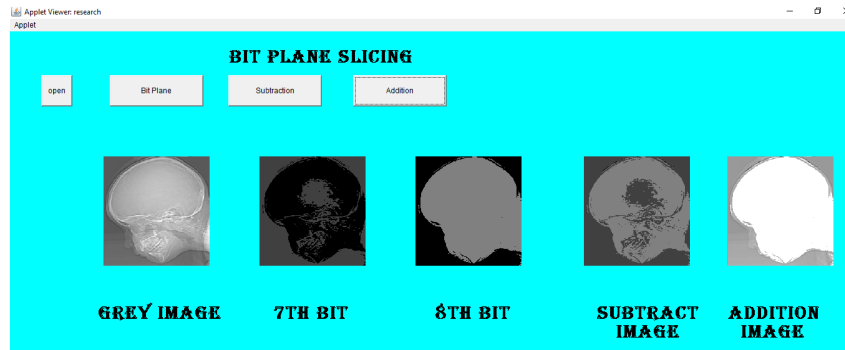 Applet Viewer: research
Applet
BIT PLANE SLICING
open Bit Plane Subtraction Addition
GREY IMAGE 7TH BIT 8TH BIT SUBTRACT IMAGE ADDITION IMAGE